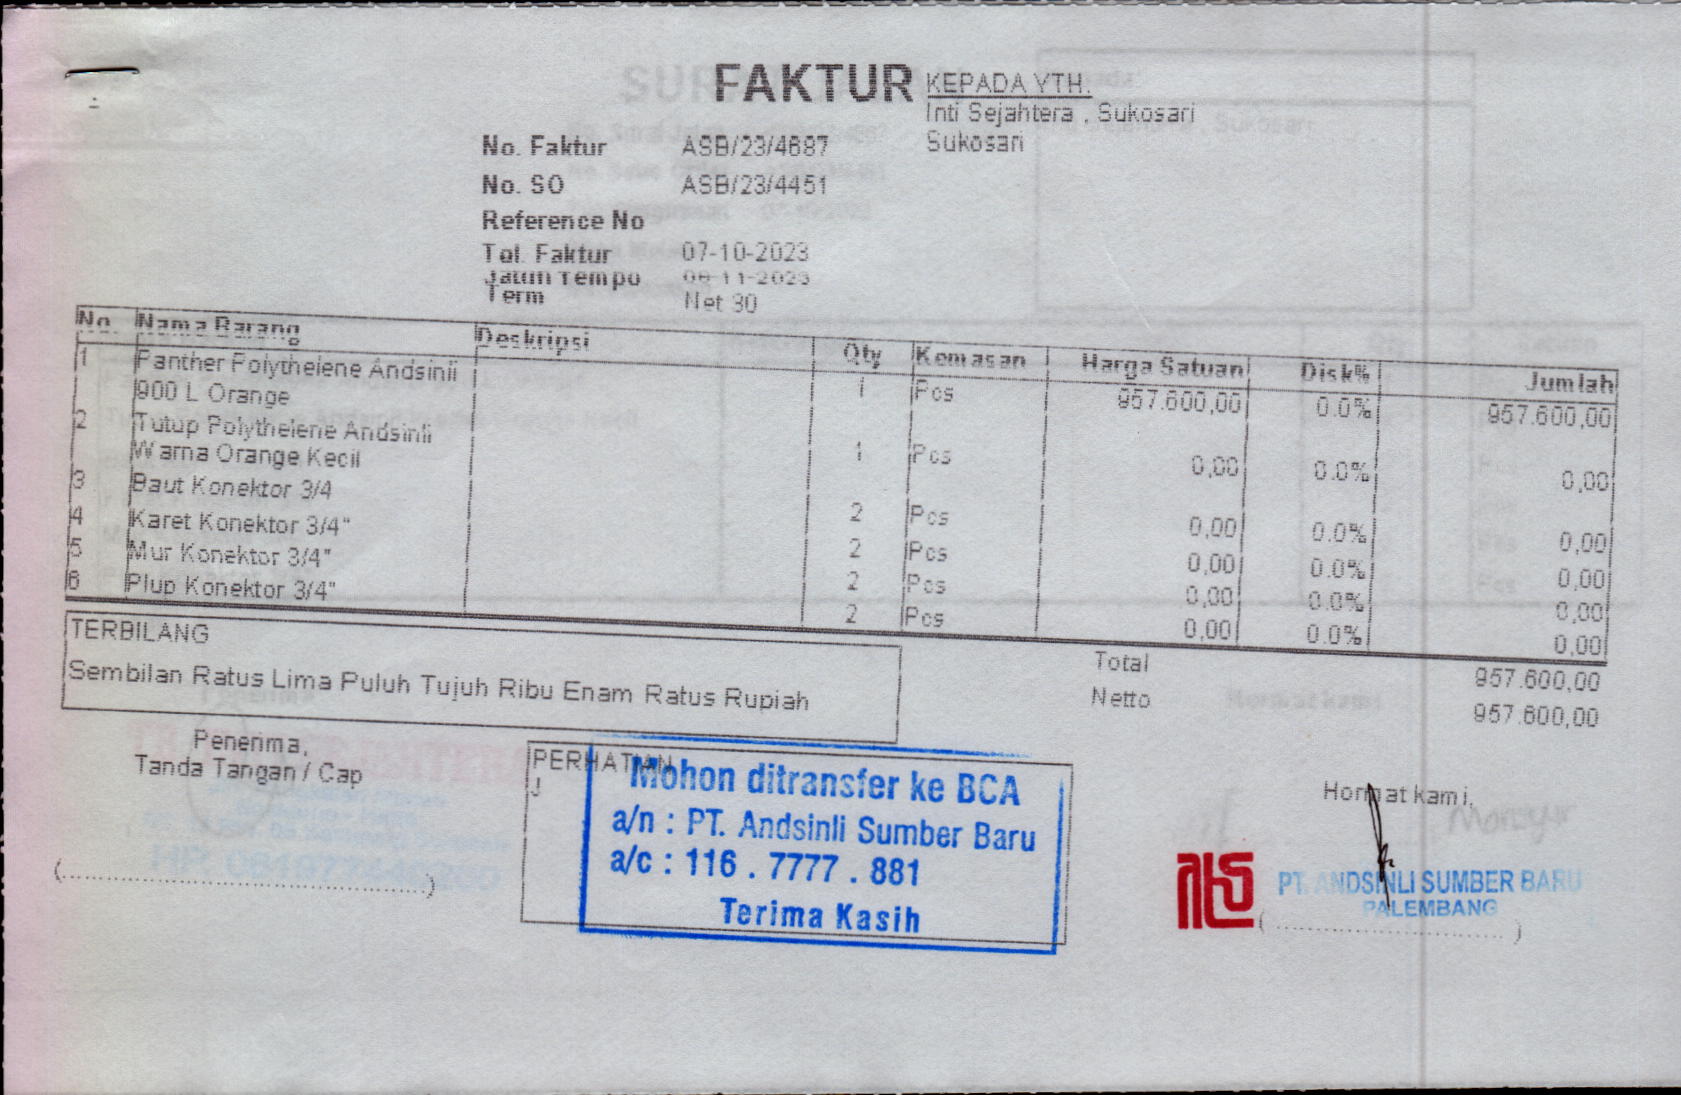 FAKTUR
KEPADA YTH.
Inti Sejahtera , Sukosari
Sukosari
No. Faktur ASB/23/4687
No. SO ASB/23/4451
Reference No
Tgl. Faktur 07-10-2023
Jatuh Tempo 06-11-2023
Term Net 30
No. Nama Barang Deskripsi Qty Kemasan Harga Satuan Disk% Jumlah
1 Panther Polythelene Andsinli 1 Pcs 957.600,00 0.0% 957.600,00
900 L Orange
2 Tutup Polythelene Andsinli 1 Pcs 0,00 0.0% 0,00
Warna Orange Kecil
3 Baut Konektor 3/4 2 Pcs 0,00 0.0% 0,00
4 Karet Konektor 3/4" 2 Pcs 0,00 0.0% 0,00
5 Mur Konektor 3/4" 2 Pcs 0,00 0.0% 0,00
6 Plup Konektor 3/4" 2 Pcs 0,00 0.0% 0,00
TERBILANG
Sembilan Ratus Lima Puluh Tujuh Ribu Enam Ratus Rupiah
Total 957.600,00
Netto 957.600,00
Penerima,
Tanda Tangan / Cap
(....................................)
PERHATIAN
J
Mohon ditransfer ke BCA
a/n : PT. Andsinli Sumber Baru
a/c : 116 . 7777 . 881
Terima Kasih
Hormat kami,
PT. ANDSINLI SUMBER BARU
PALEMBANG
(....................................)